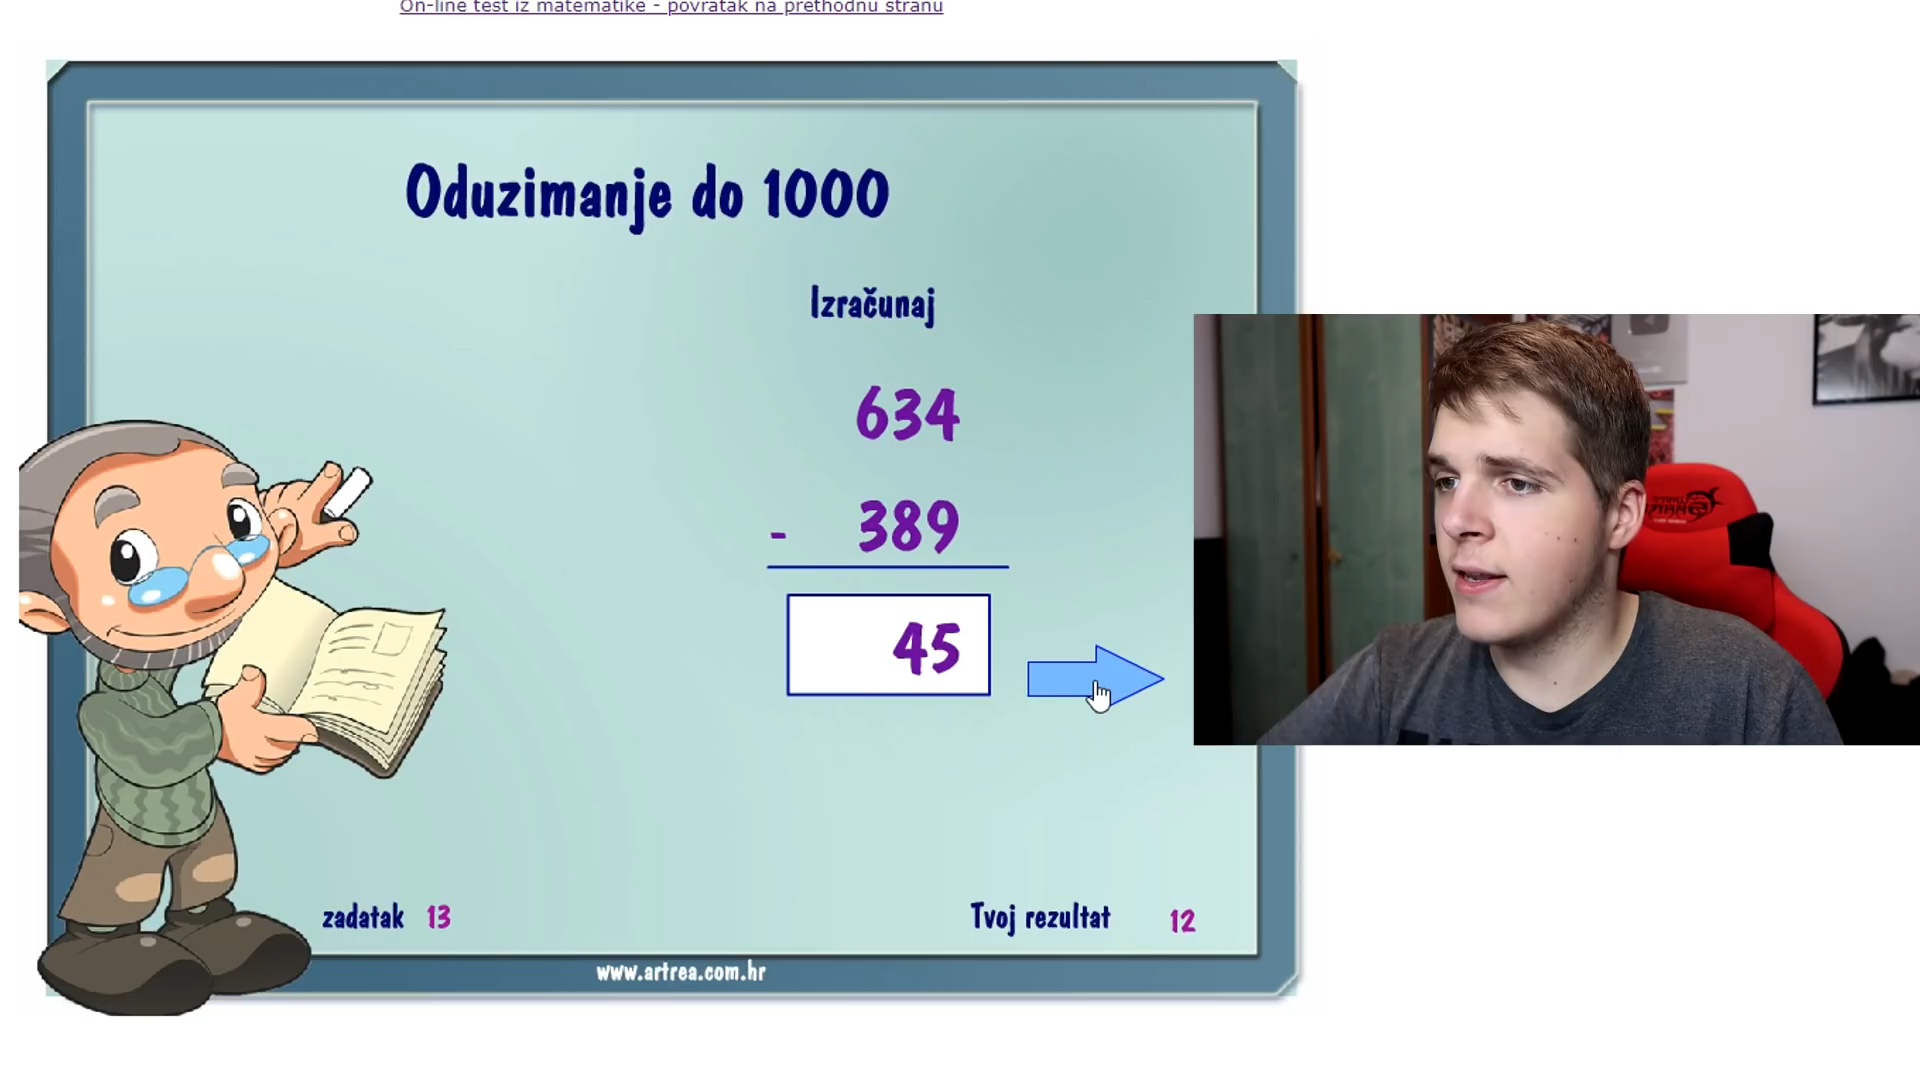 On-line test iz matematike - povratak na prethodnu stranu
Oduzimanje do 1000
Izračunaj
634
- 389
45
zadatak 13
Tvoj rezultat 12
www.artrea.com.hr